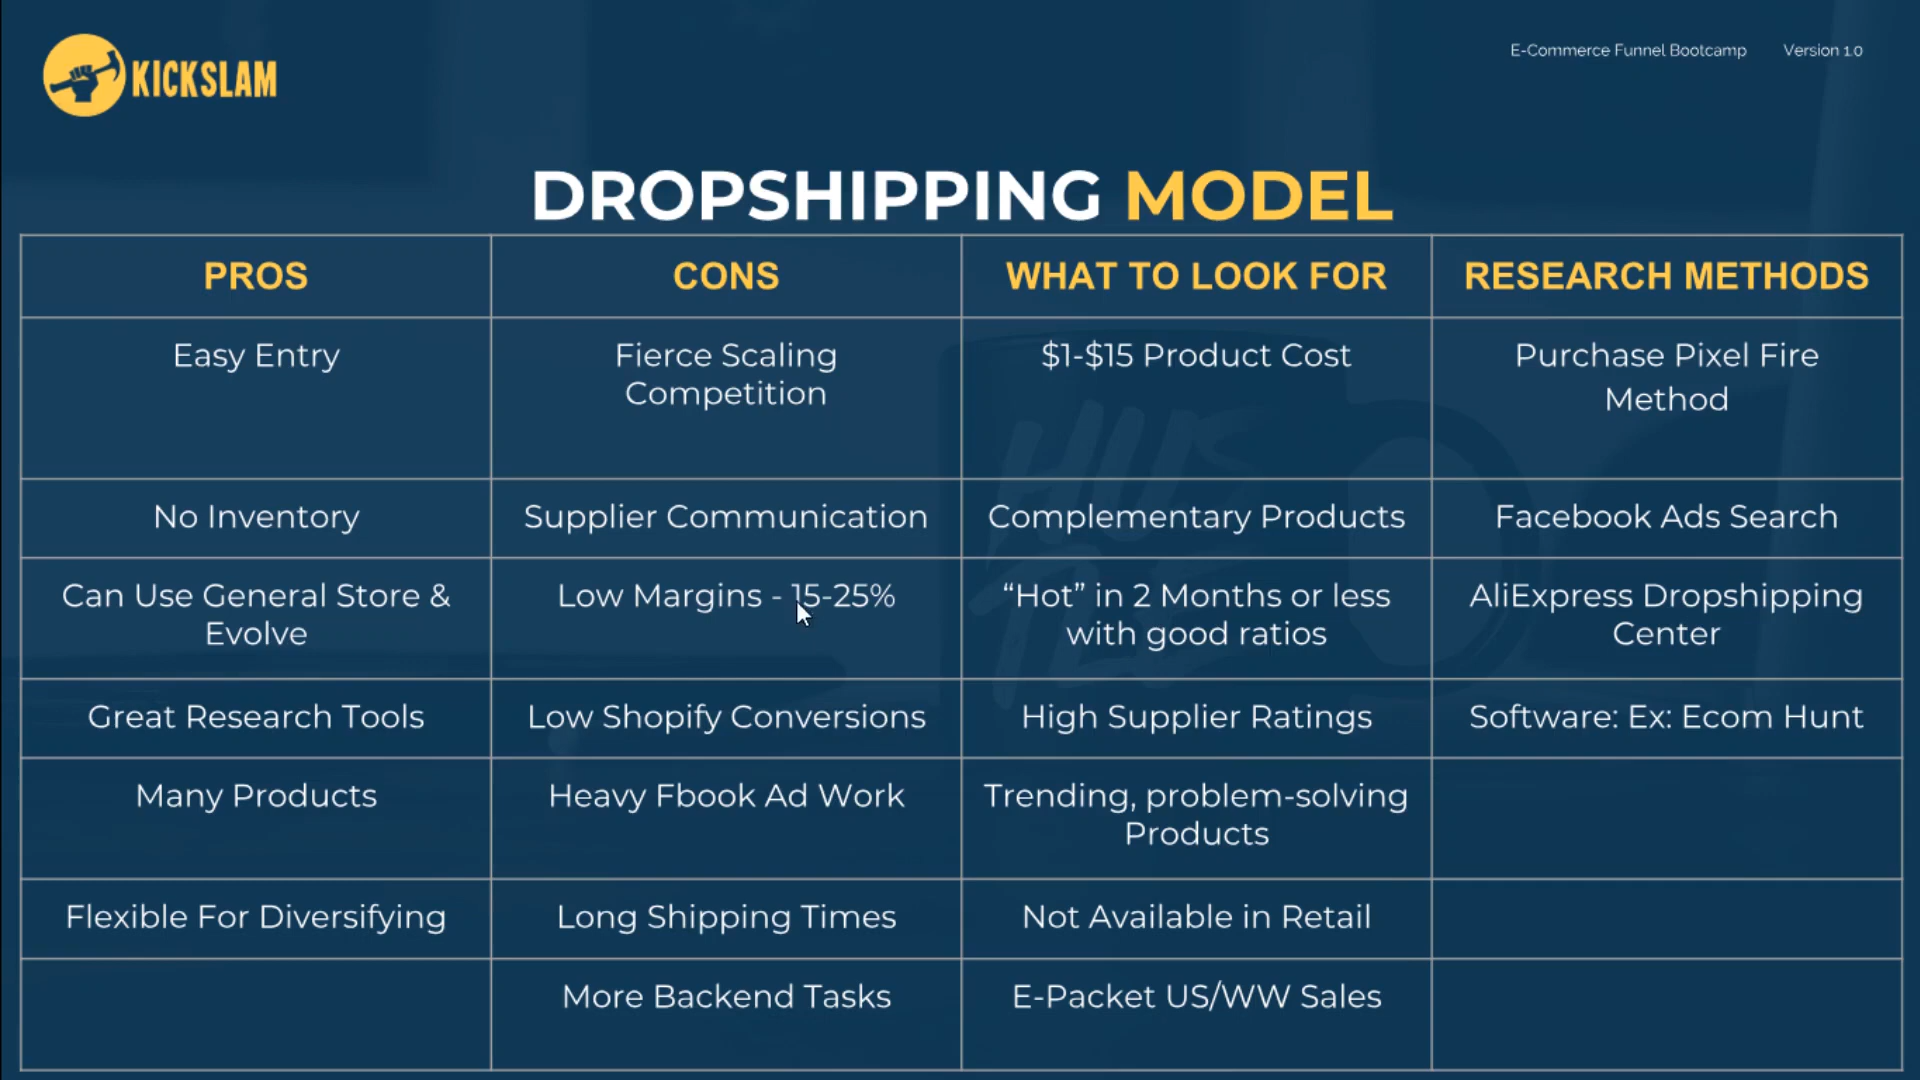 KICKSLAM
E-Commerce Funnel Bootcamp Version 1.0
DROPSHIPPING MODEL
PROS CONS WHAT TO LOOK FOR RESEARCH METHODS
Easy Entry
Fierce Scaling
Competition
$1-$15 Product Cost
Purchase Pixel Fire
Method
No Inventory
Supplier Communication
Complementary Products
Facebook Ads Search
Can Use General Store &
Evolve
Low Margins - 15-25%
“Hot” in 2 Months or less
with good ratios
AliExpress Dropshipping
Center
Great Research Tools
Low Shopify Conversions
High Supplier Ratings
Software: Ex: Ecom Hunt
Many Products
Heavy Fbook Ad Work
Trending, problem-solving
Products
Flexible For Diversifying
Long Shipping Times
Not Available in Retail
More Backend Tasks
E-Packet US/WW Sales
HUS
TLE